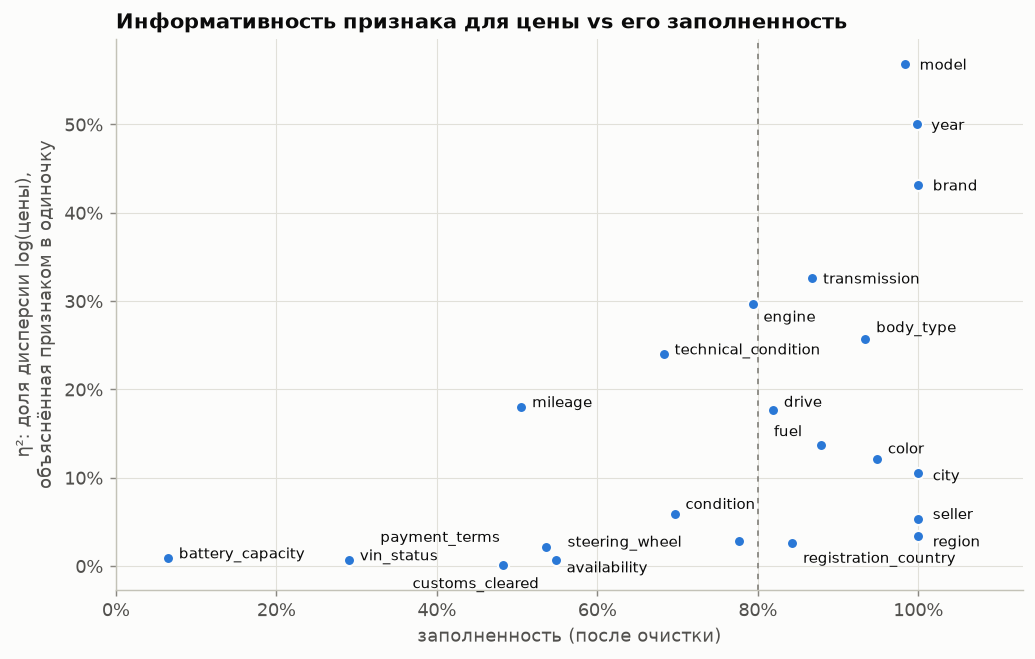 Информативность признака для цены vs его заполненность
η²: доля дисперсии log(цены),
объяснённая признаком в одиночку
50%
40%
30%
20%
10%
0%
model
year
brand
transmission
engine
body_type
technical_condition
mileage
drive
fuel
color
city
condition
seller
payment_terms
steering_wheel
region
battery_capacity
vin_status
registration_country
availability
customs_cleared
0%
20%
40%
60%
80%
100%
заполненность (после очистки)